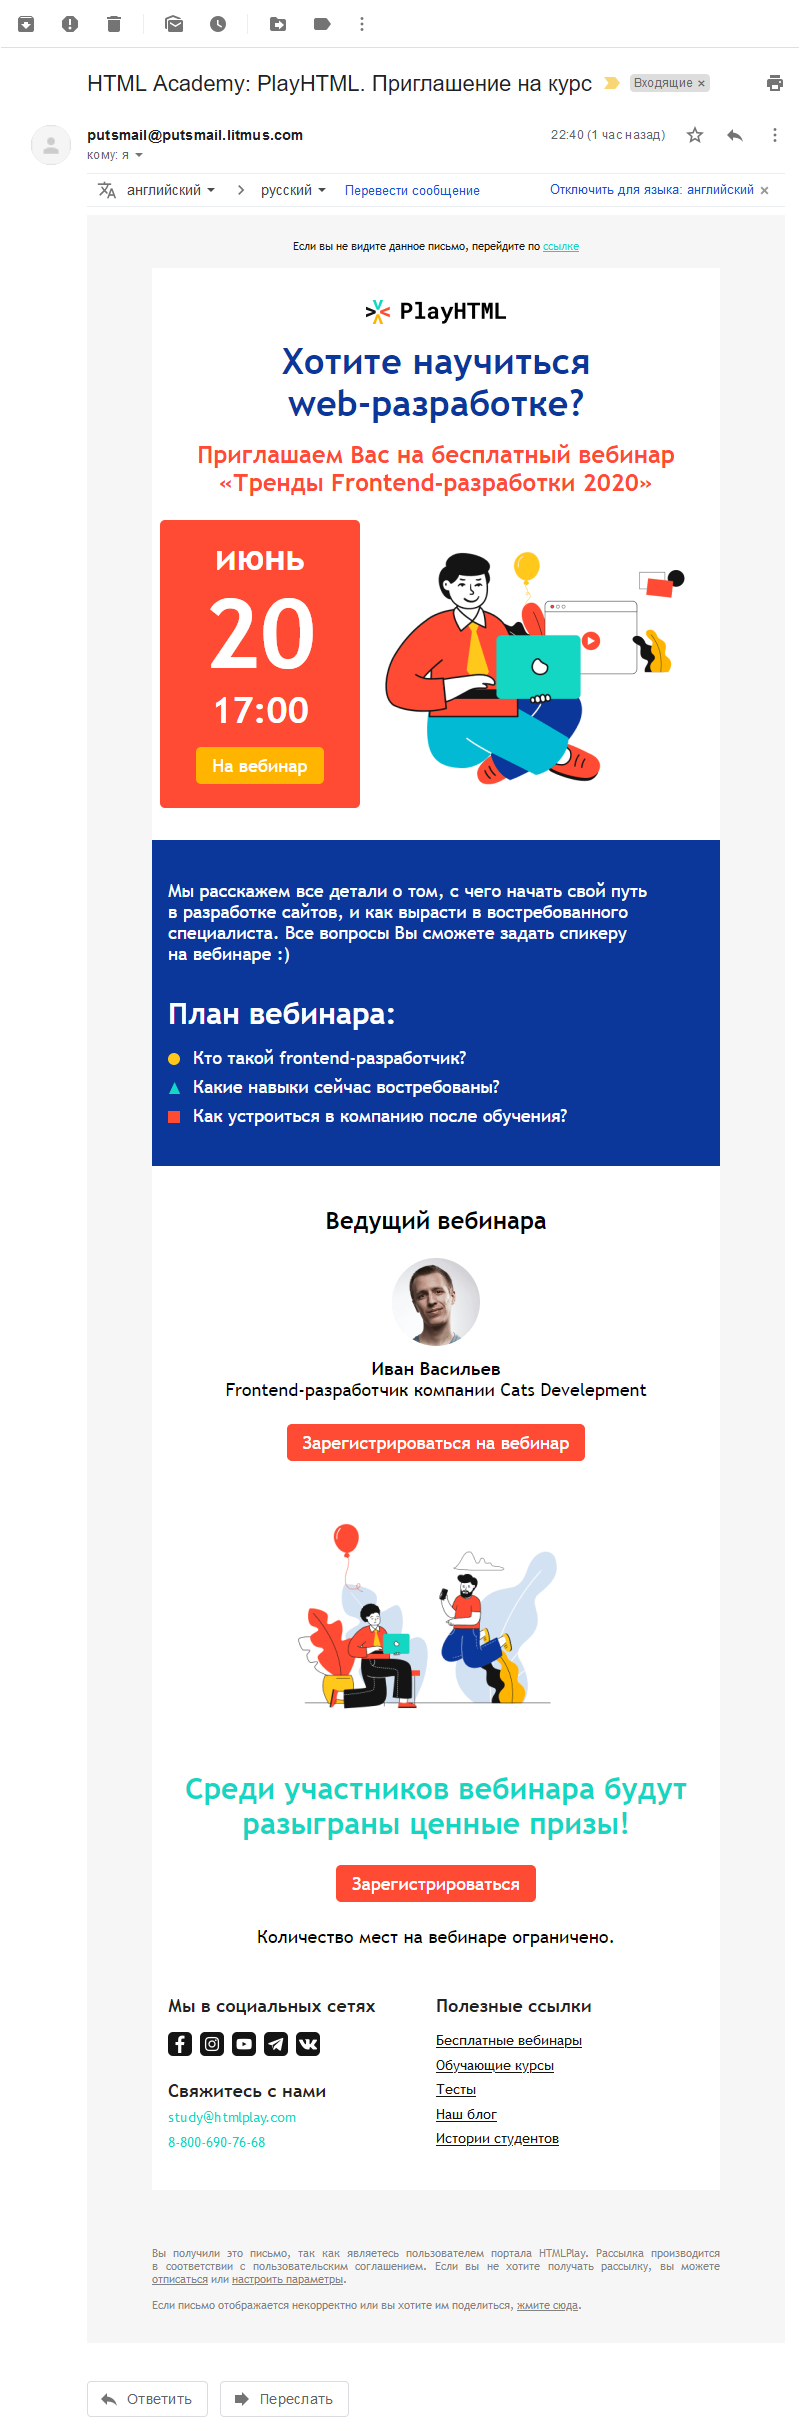 HTML Academy: PlayHTML. Приглашение на курс
Входящие ×
putsmail@putsmail.litmus.com
22:40 (1 час назад)
кому: я
английский
русский
Перевести сообщение
Отключить для языка: английский ×
Если вы не видите данное письмо, перейдите по ссылке
PlayHTML
Хотите научиться
web-разработке?
Приглашаем Вас на бесплатный вебинар
«Тренды Frontend-разработки 2020»
июнь
20
17:00
На вебинар
Мы расскажем все детали о том, с чего начать свой путь
в разработке сайтов, и как вырасти в востребованного
специалиста. Все вопросы Вы сможете задать спикеру
на вебинаре :)
План вебинара:
Кто такой frontend-разработчик?
Какие навыки сейчас востребованы?
Как устроиться в компанию после обучения?
Ведущий вебинара
Иван Васильев
Frontend-разработчик компании Cats Develepment
Зарегистрироваться на вебинар
Среди участников вебинара будут
разыграны ценные призы!
Зарегистрироваться
Количество мест на вебинаре ограничено.
Мы в социальных сетях
Свяжитесь с нами
study@htmlplay.com
8-800-690-76-68
Полезные ссылки
Бесплатные вебинары
Обучающие курсы
Тесты
Наш блог
Истории студентов
Вы получили это письмо, так как являетесь пользователем портала HTMLPlay. Рассылка производится
в соответствии с пользовательским соглашением. Если вы не хотите получать рассылку, вы можете
отписаться или настроить параметры.
Если письмо отображается некорректно или вы хотите им поделиться, жмите сюда.
Ответить
Переслать